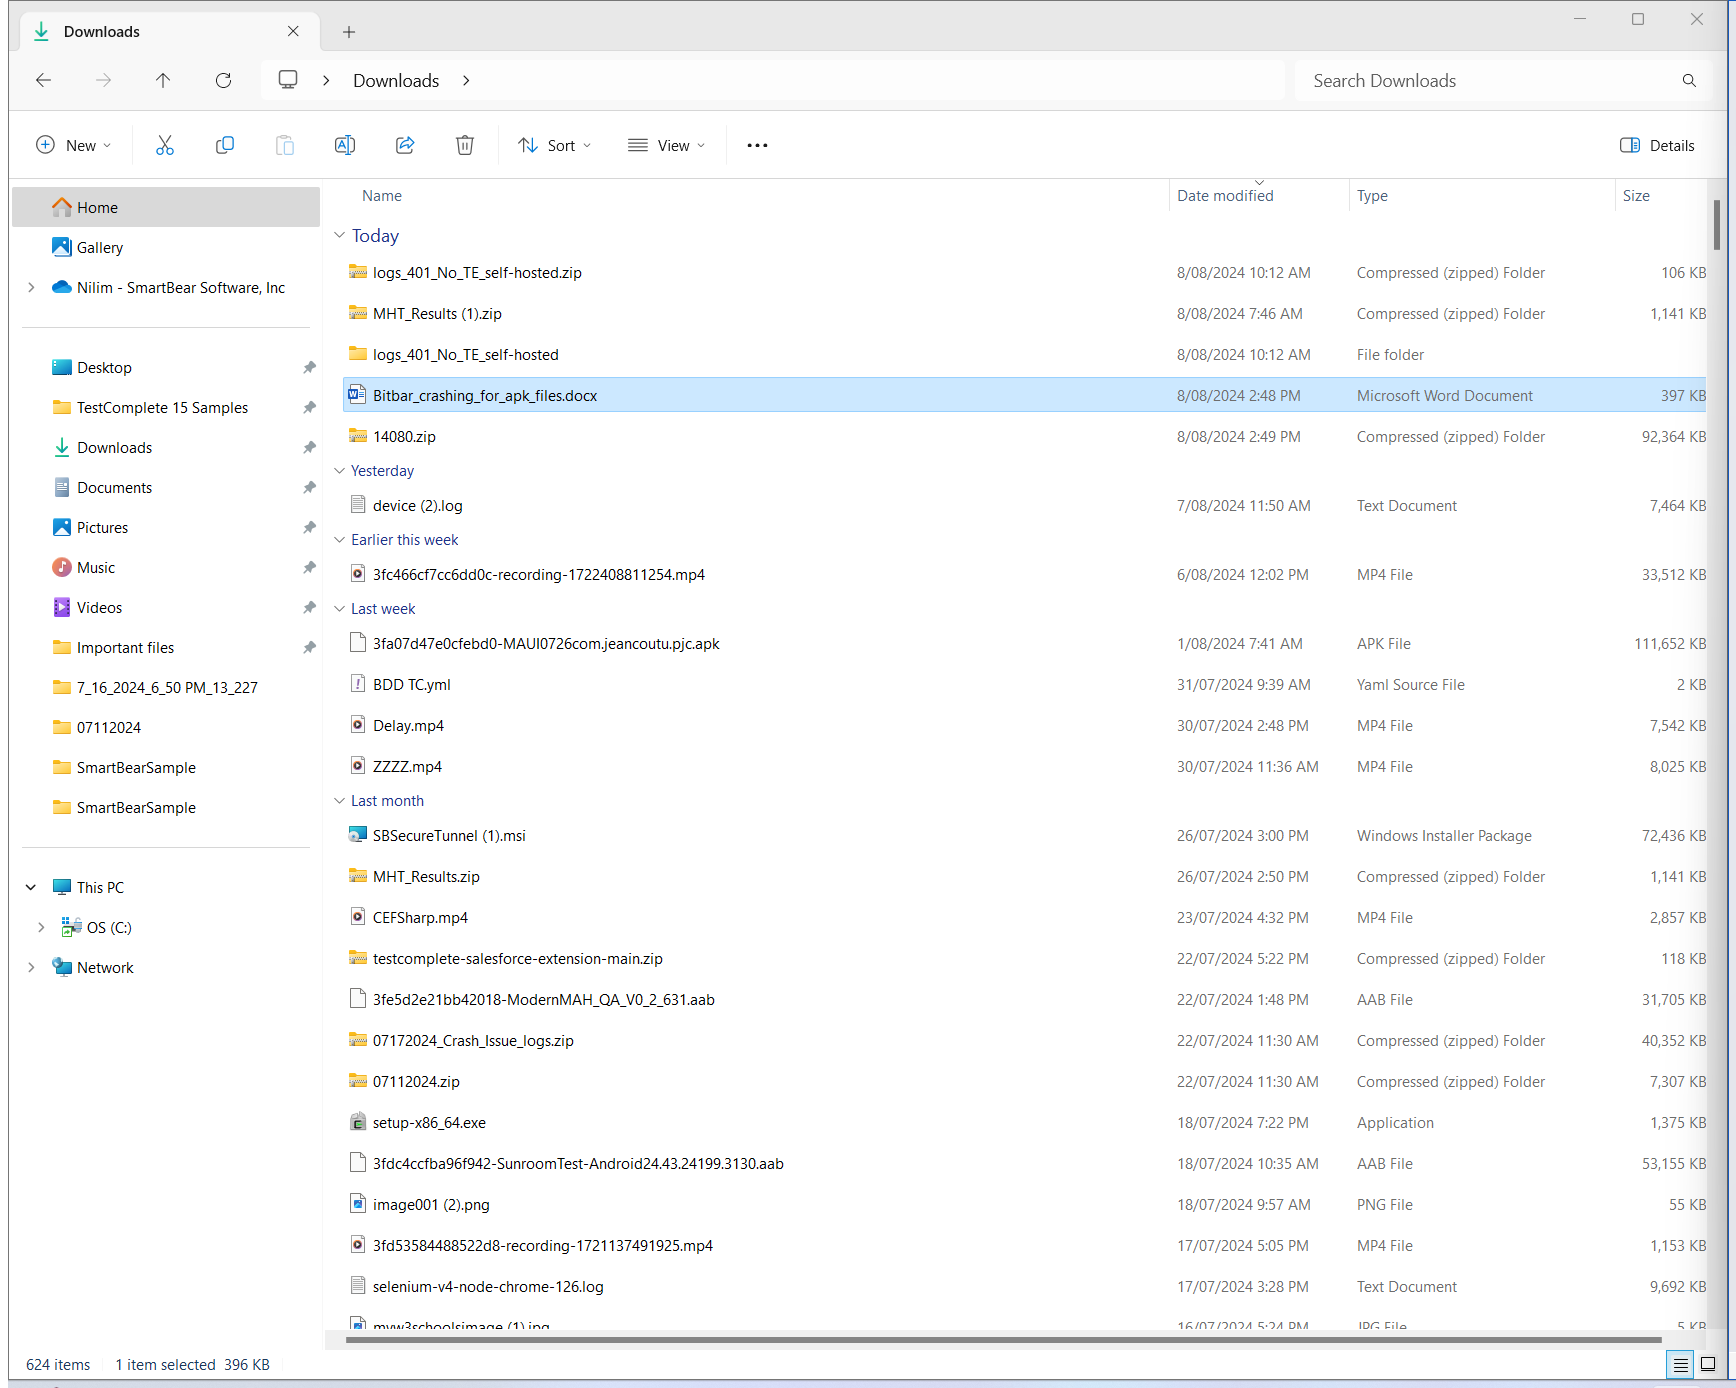 Downloads
Downloads
Search Downloads
New
Sort
View
Details
Home
Gallery
Nilim - SmartBear Software, Inc
Desktop
TestComplete 15 Samples
Downloads
Documents
Pictures
Music
Videos
Important files
7_16_2024_6_50 PM_13_227
07112024
SmartBearSample
SmartBearSample
This PC
OS (C:)
Network
Name Date modified Type Size
Today
logs_401_No_TE_self-hosted.zip 8/08/2024 10:12 AM Compressed (zipped) Folder 106 KB
MHT_Results (1).zip 8/08/2024 7:46 AM Compressed (zipped) Folder 1,141 KB
logs_401_No_TE_self-hosted 8/08/2024 10:12 AM File folder
Bitbar_crashing_for_apk_files.docx 8/08/2024 2:48 PM Microsoft Word Document 397 KB
14080.zip 8/08/2024 2:49 PM Compressed (zipped) Folder 92,364 KB
Yesterday
device (2).log 7/08/2024 11:50 AM Text Document 7,464 KB
Earlier this week
3fc466cf7cc6dd0c-recording-1722408811254.mp4 6/08/2024 12:02 PM MP4 File 33,512 KB
Last week
3fa07d47e0cfebd0-MAUI0726com.jeancoutu.pjc.apk 1/08/2024 7:41 AM APK File 111,652 KB
BDD TC.yml 31/07/2024 9:39 AM Yaml Source File 2 KB
Delay.mp4 30/07/2024 2:48 PM MP4 File 7,542 KB
ZZZZ.mp4 30/07/2024 11:36 AM MP4 File 8,025 KB
Last month
SBSecureTunnel (1).msi 26/07/2024 3:00 PM Windows Installer Package 72,436 KB
MHT_Results.zip 26/07/2024 2:50 PM Compressed (zipped) Folder 1,141 KB
CEFSharp.mp4 23/07/2024 4:32 PM MP4 File 2,857 KB
testcomplete-salesforce-extension-main.zip 22/07/2024 5:22 PM Compressed (zipped) Folder 118 KB
3fe5d2e21bb42018-ModernMAH_QA_V0_2_631.aab 22/07/2024 1:48 PM AAB File 31,705 KB
07172024_Crash_Issue_logs.zip 22/07/2024 11:30 AM Compressed (zipped) Folder 40,352 KB
07112024.zip 22/07/2024 11:30 AM Compressed (zipped) Folder 7,307 KB
setup-x86_64.exe 18/07/2024 7:22 PM Application 1,375 KB
3fdc4ccfba96f942-SunroomTest-Android24.43.24199.3130.aab 18/07/2024 10:35 AM AAB File 53,155 KB
image001 (2).png 18/07/2024 9:57 AM PNG File 55 KB
3fd53584488522d8-recording-1721137491925.mp4 17/07/2024 5:05 PM MP4 File 1,153 KB
selenium-v4-node-chrome-126.log 17/07/2024 3:28 PM Text Document 9,692 KB
myw3schoolsimage (1).jpg 16/07/2024 5:24 PM JPG File 5 KB
624 items 1 item selected 396 KB